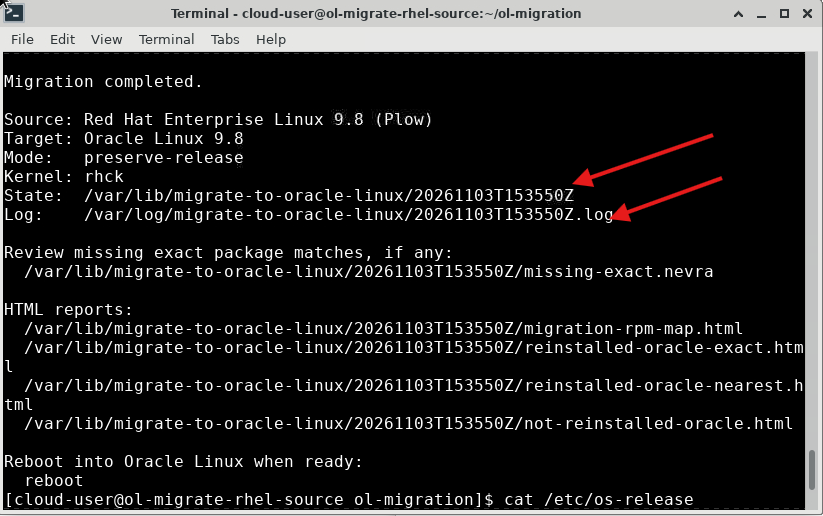 Terminal - cloud-user@ol-migrate-rhel-source:~/ol-migration
File Edit View Terminal Tabs Help
Migration completed.
Source: Red Hat Enterprise Linux 9.8 (Plow)
Target: Oracle Linux 9.8
Mode:   preserve-release
Kernel: rhck
State:  /var/lib/migrate-to-oracle-linux/20261103T153550Z
Log:    /var/log/migrate-to-oracle-linux/20261103T153550Z.log
Review missing exact package matches, if any:
  /var/lib/migrate-to-oracle-linux/20261103T153550Z/missing-exact.nevra
HTML reports:
  /var/lib/migrate-to-oracle-linux/20261103T153550Z/migration-rpm-map.html
  /var/lib/migrate-to-oracle-linux/20261103T153550Z/reinstalled-oracle-exact.htm
l
  /var/lib/migrate-to-oracle-linux/20261103T153550Z/reinstalled-oracle-nearest.h
tml
  /var/lib/migrate-to-oracle-linux/20261103T153550Z/not-reinstalled-oracle.html
Reboot into Oracle Linux when ready:
  reboot
[cloud-user@ol-migrate-rhel-source ol-migration]$ cat /etc/os-release